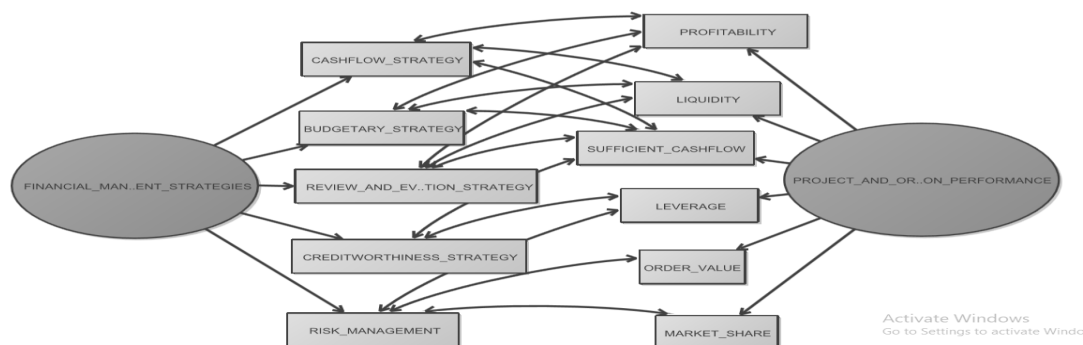 PROFITABILITY
CASHFLOW_STRATEGY
LIQUIDITY
BUDGETARY_STRATEGY
SUFFICIENT_CASHFLOW
FINANCIAL_MAN..ENT_STRATEGIES
REVIEW_AND_EV..TION_STRATEGY
PROJECT_AND_OR..ON_PERFORMANCE
LEVERAGE
CREDITWORTHINESS_STRATEGY
ORDER_VALUE
RISK_MANAGEMENT
MARKET_SHARE
Activate Windows
Go to Settings to activate Windo